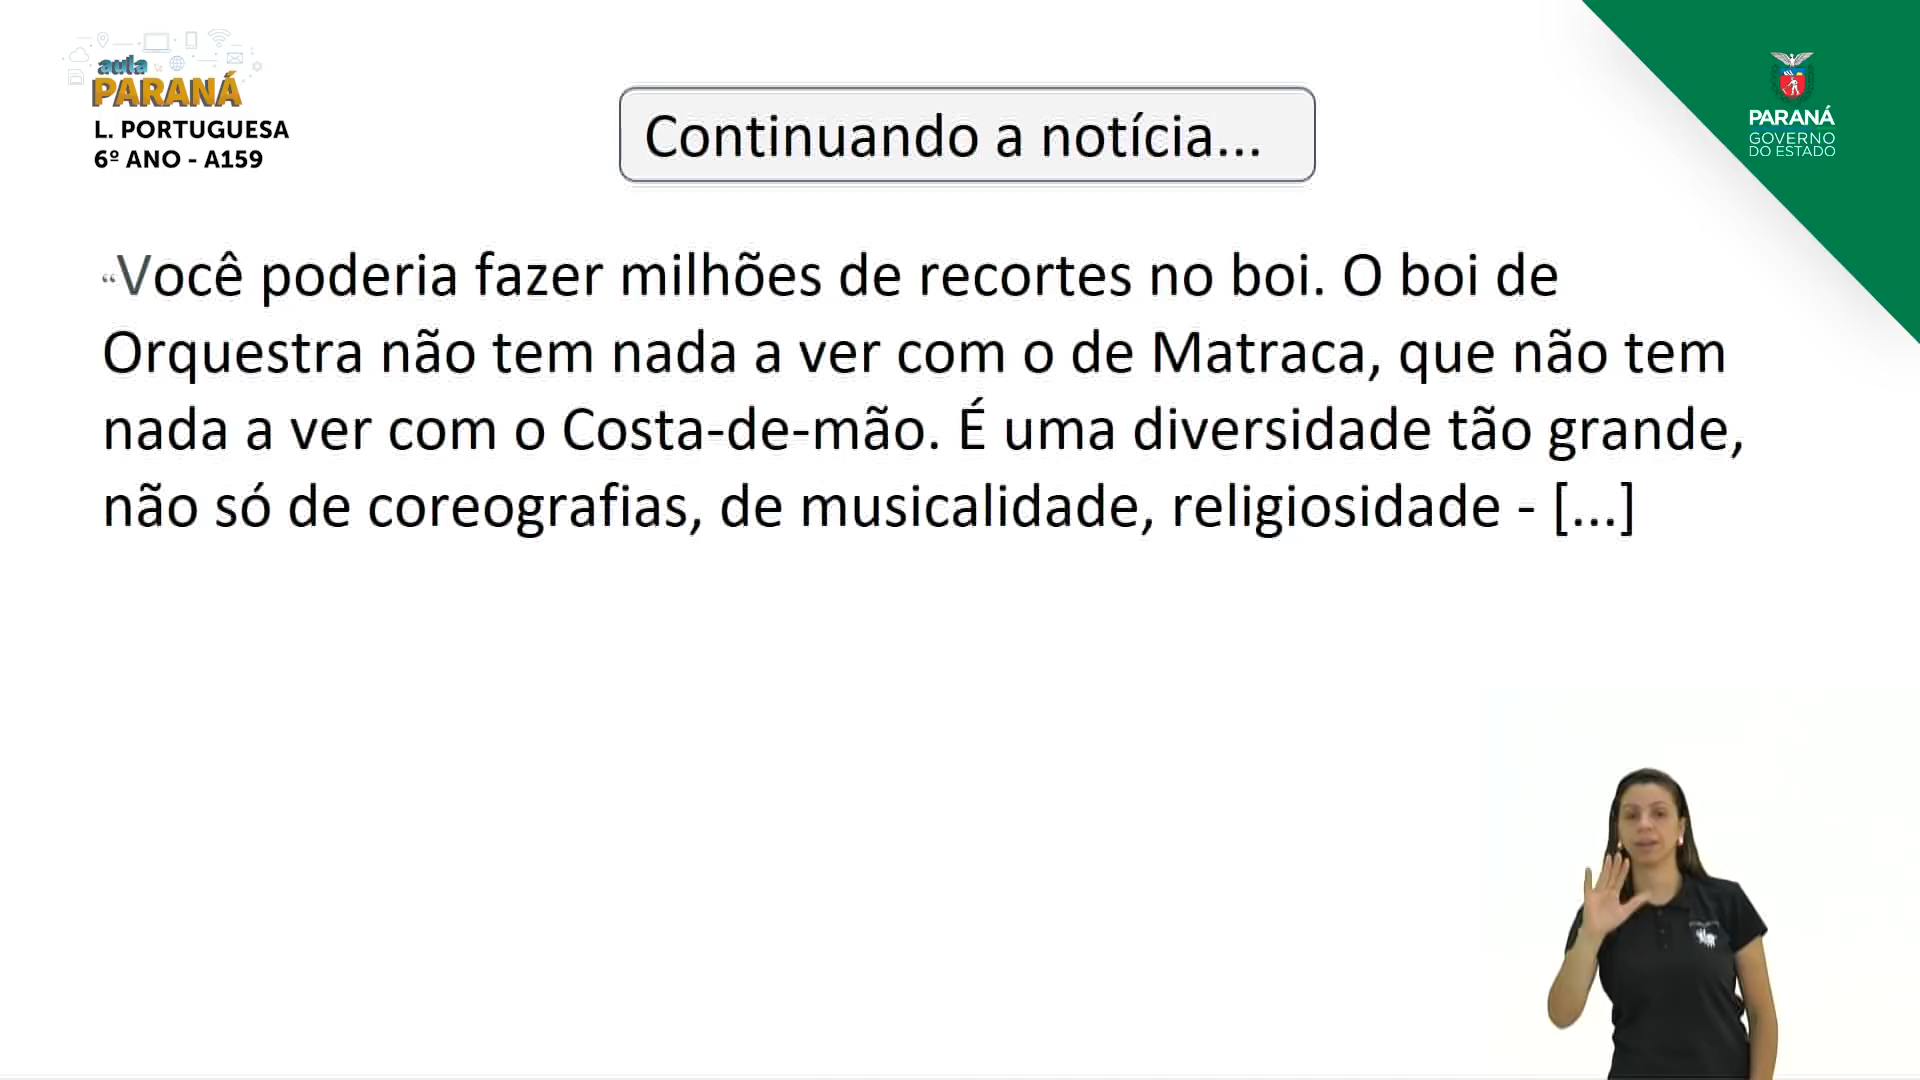 aula
PARANÁ
L. PORTUGUESA
6º ANO - A159
Continuando a notícia...
PARANÁ
GOVERNO
DO ESTADO
“Você poderia fazer milhões de recortes no boi. O boi de
Orquestra não tem nada a ver com o de Matraca, que não tem
nada a ver com o Costa-de-mão. É uma diversidade tão grande,
não só de coreografias, de musicalidade, religiosidade - [...]